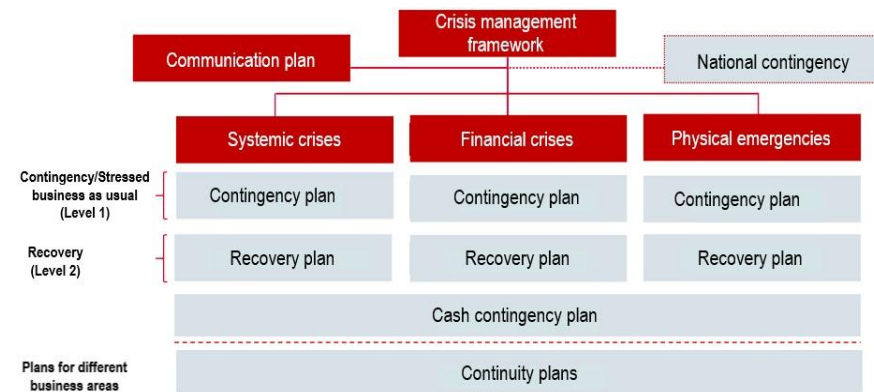 Crisis management
framework
Communication plan
National contingency
Systemic crises
Financial crises
Physical emergencies
Contingency/Stressed
business as usual
(Level 1)
Contingency plan
Contingency plan
Contingency plan
Recovery
(Level 2)
Recovery plan
Recovery plan
Recovery plan
Cash contingency plan
Plans for different
business areas
Continuity plans